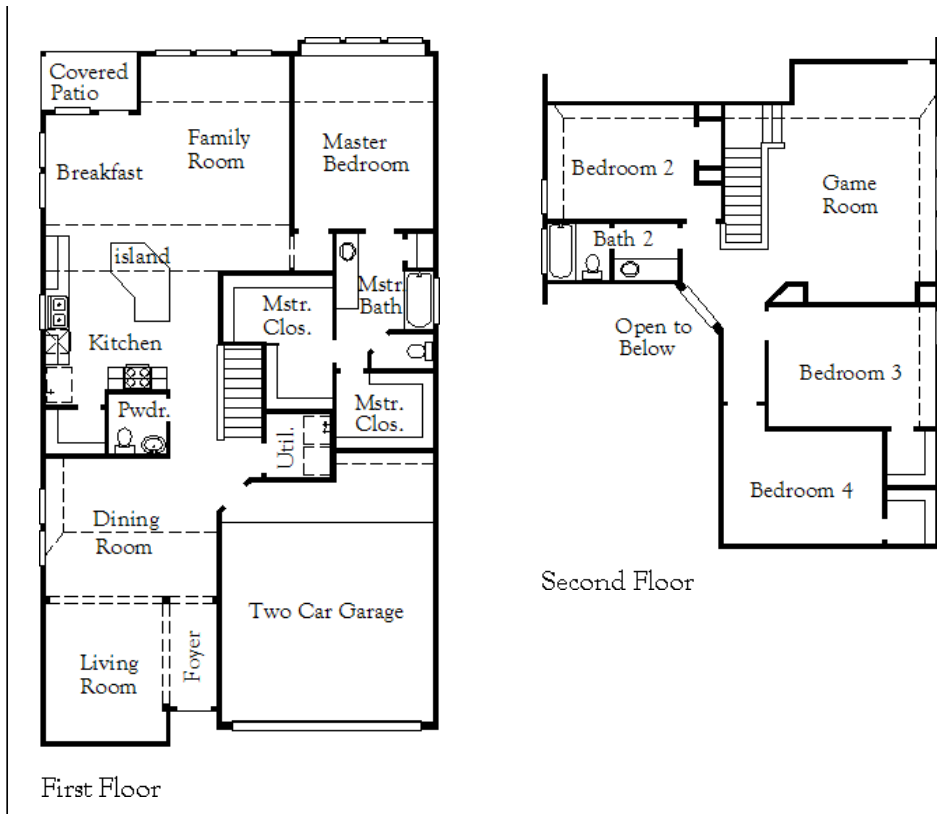 Covered
Patio
Family
Room
Master
Bedroom
Breakfast
island
Mstr.
Bath
Mstr.
Clos.
Kitchen
Pwdr.
Mstr.
Clos.
Util.
Dining
Room
Two Car Garage
Living
Room
Foyer
First Floor
Bedroom 2
Game
Room
Bath 2
Open to
Below
Bedroom 3
Bedroom 4
Second Floor